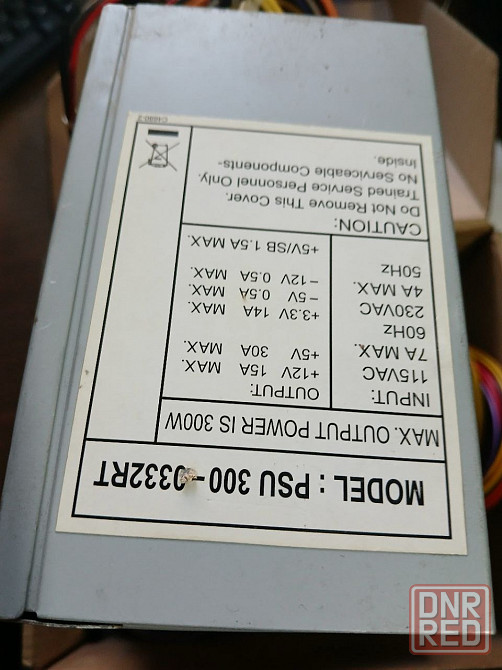 MODEL : PSU 300-0332RT
MAX. OUTPUT POWER IS 300W
INPUT:
115VAC
7A MAX.
60Hz
230VAC
4A MAX.
50Hz
OUTPUT:
+12V 15A MAX.
+5V 30A MAX.
+3.3V 14A MAX.
−5V 0.5A MAX.
−12V 0.5A MAX.
+5V/SB 1.5A MAX.
CAUTION:
Do Not Remove This Cover.
Trained Service Personnel Only.
No Serviceable Components-
Inside.
DNR
RED